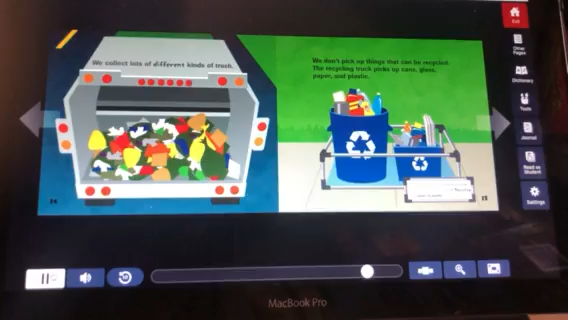 We collect lots of different kinds of trash.
We don't pick up things that can be recycled.
The recycling truck picks up cans, glass,
paper, and plastic.
14
15
Exit
Other
Pages
Dictionary
Tools
Journal
Read as
Student
Settings
MacBook Pro